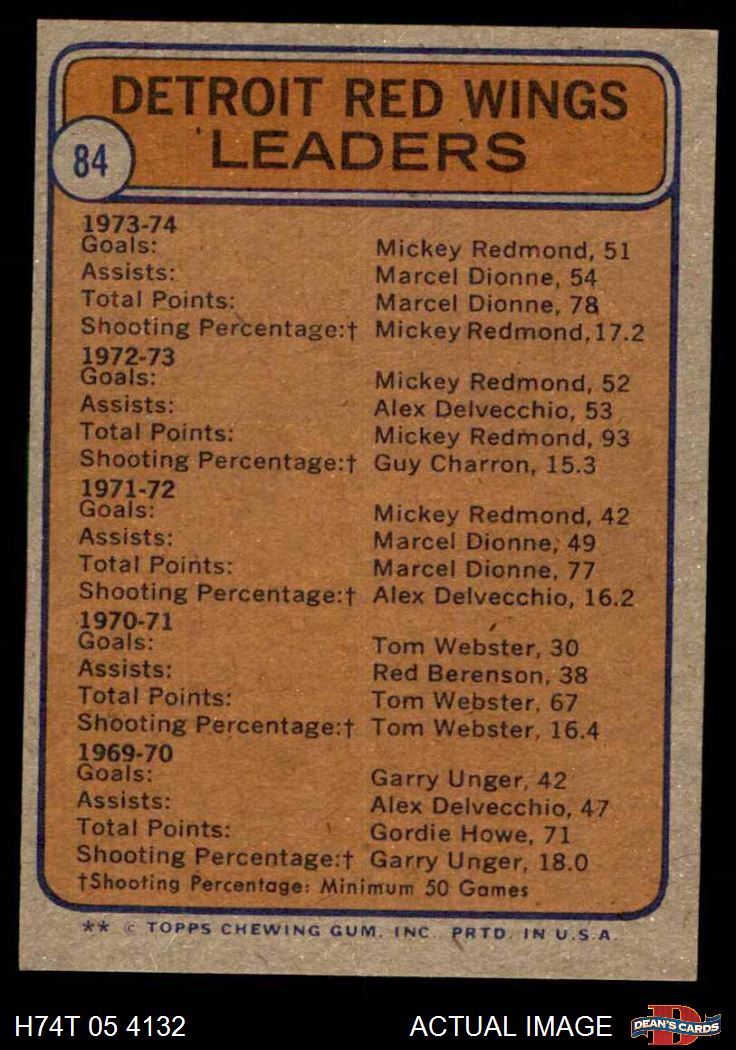 DETROIT RED WINGS
LEADERS
84
1973-74
Goals: Mickey Redmond, 51
Assists: Marcel Dionne, 54
Total Points: Marcel Dionne, 78
Shooting Percentage:† Mickey Redmond, 17.2
1972-73
Goals: Mickey Redmond, 52
Assists: Alex Delvecchio, 53
Total Points: Mickey Redmond, 93
Shooting Percentage:† Guy Charron, 15.3
1971-72
Goals: Mickey Redmond, 42
Assists: Marcel Dionne, 49
Total Points: Marcel Dionne, 77
Shooting Percentage:† Alex Delvecchio, 16.2
1970-71
Goals: Tom Webster, 30
Assists: Red Berenson, 38
Total Points: Tom Webster, 67
Shooting Percentage:† Tom Webster, 16.4
1969-70
Goals: Garry Unger, 42
Assists: Alex Delvecchio, 47
Total Points: Gordie Howe, 71
Shooting Percentage:† Garry Unger, 18.0
†Shooting Percentage: Minimum 50 Games
** © TOPPS CHEWING GUM, INC. PRTD. IN U.S.A.
H74T 05 4132 ACTUAL IMAGE D DEAN'S CARDS